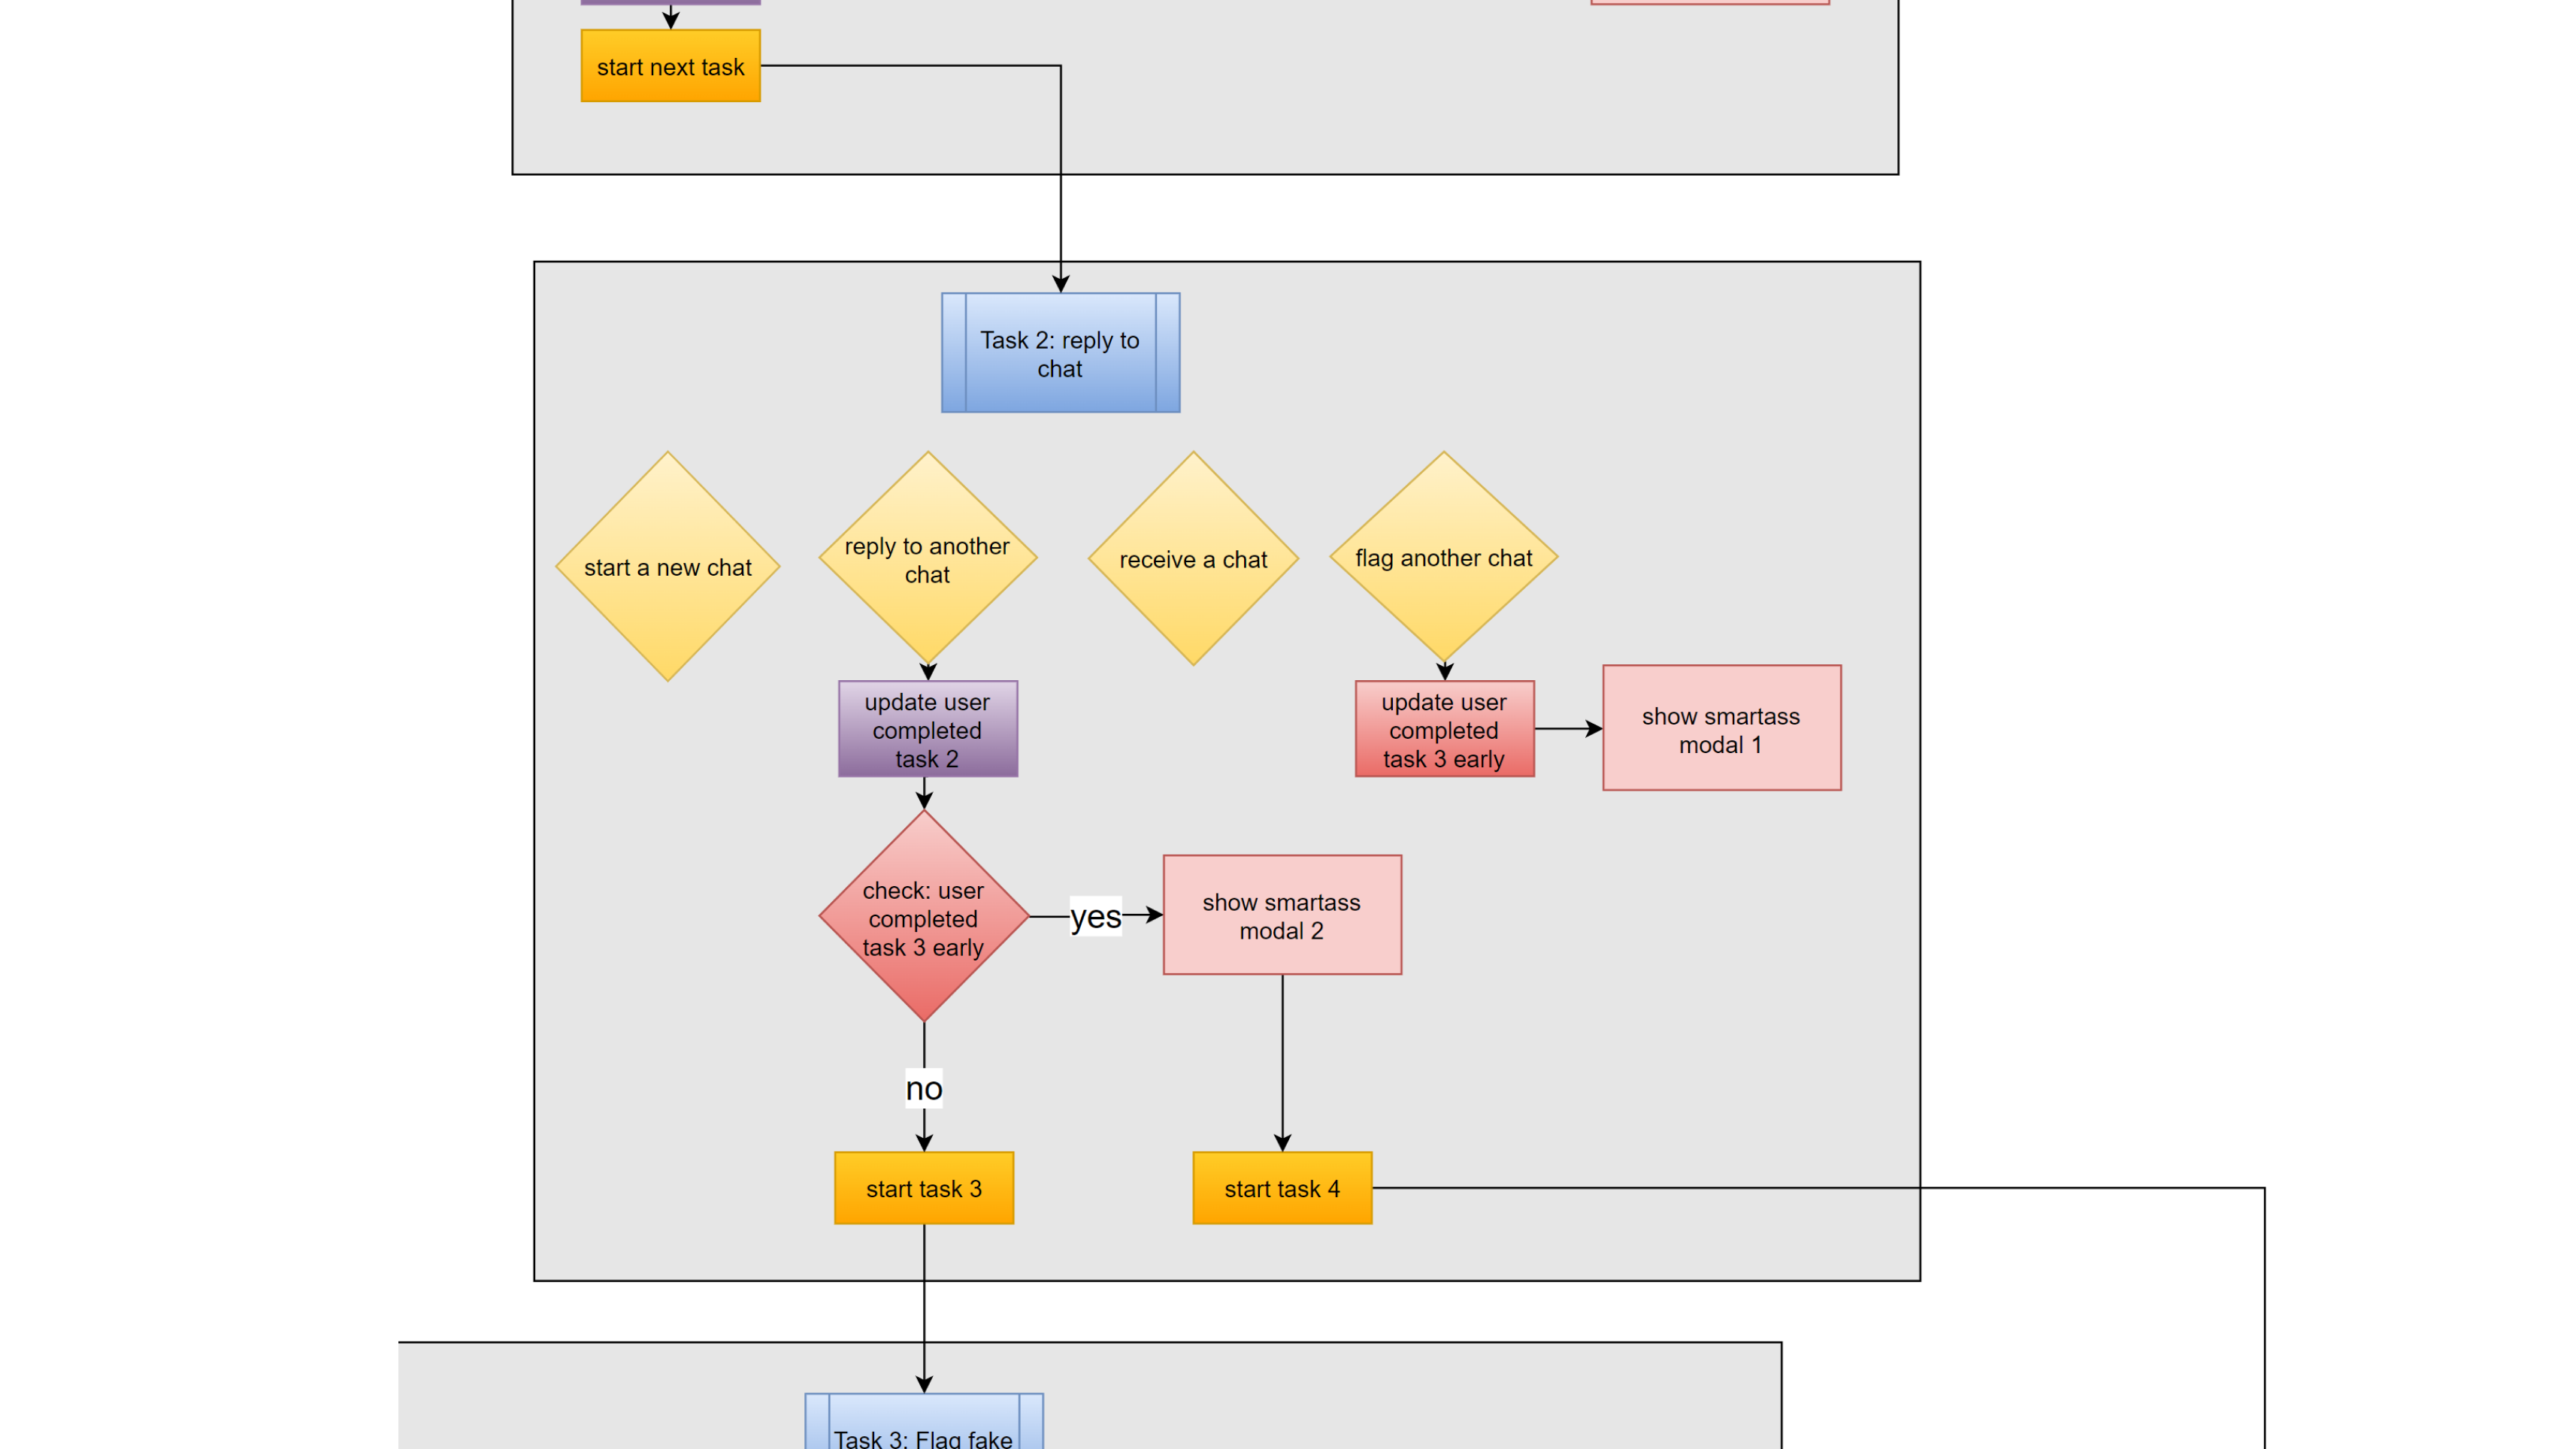 start next task
Task 2: reply to
chat
start a new chat
reply to another
chat
receive a chat
flag another chat
update user
completed
task 2
update user
completed
task 3 early
show smartass
modal 1
check: user
completed
task 3 early
yes
show smartass
modal 2
no
start task 3
start task 4
Task 3: Flag fake